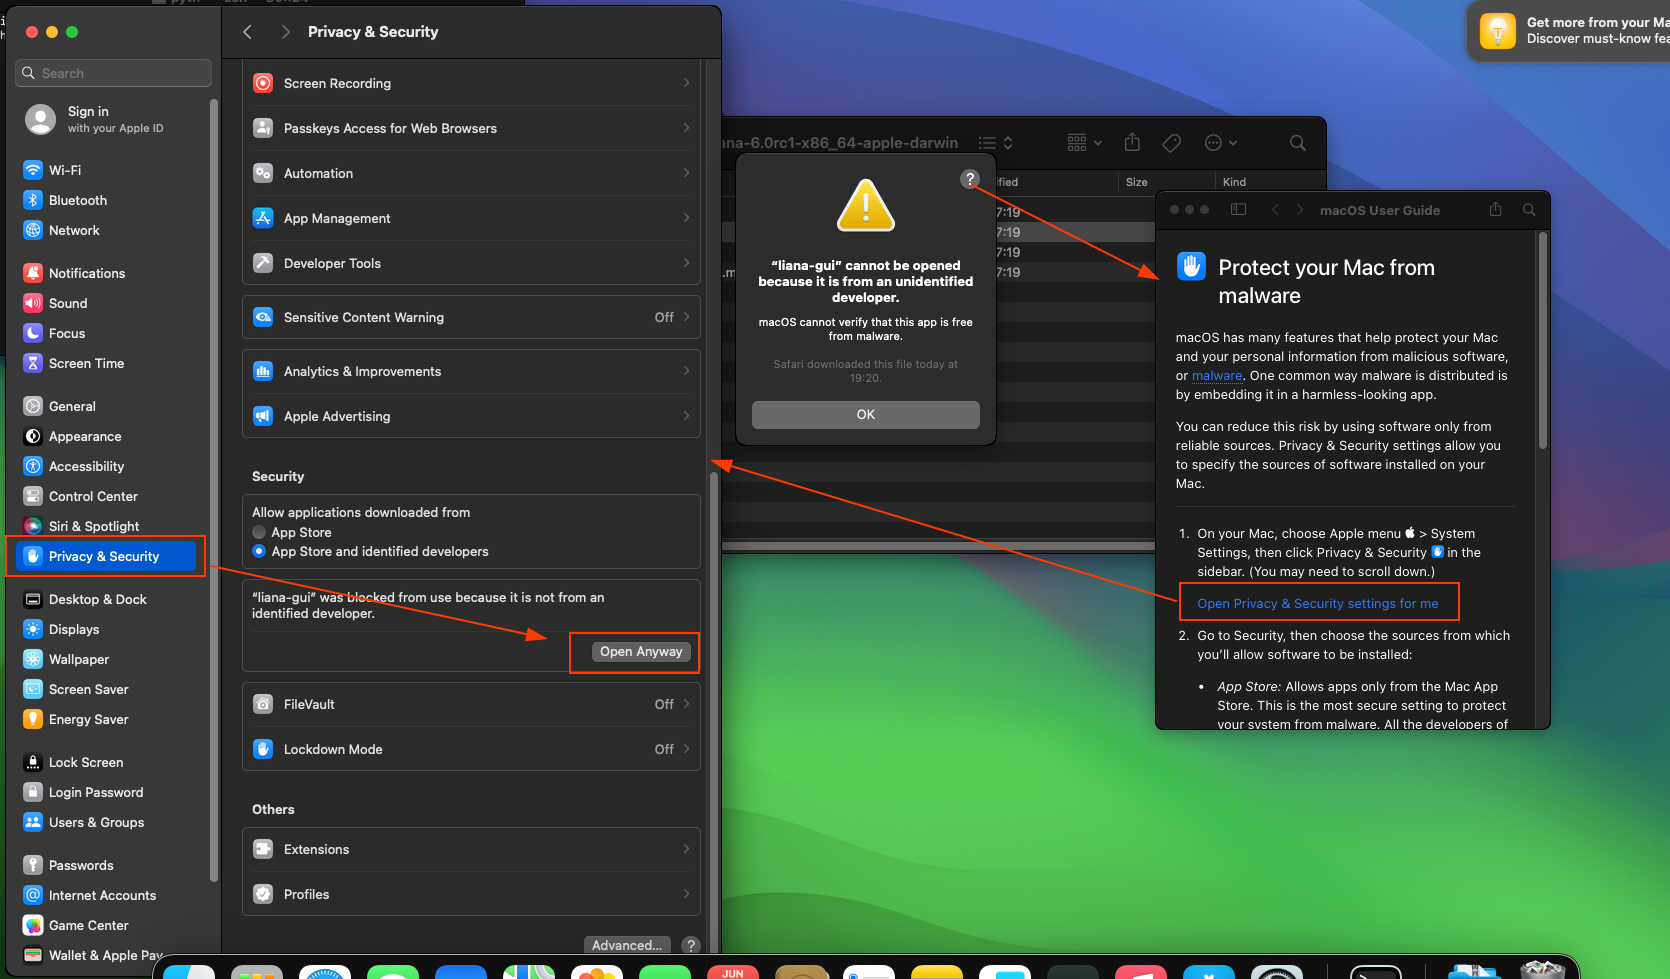 Search
Sign in
with your Apple ID
Wi-Fi
Bluetooth
Network
Notifications
Sound
Focus
Screen Time
General
Appearance
Accessibility
Control Center
Siri & Spotlight
Privacy & Security
Desktop & Dock
Displays
Wallpaper
Screen Saver
Energy Saver
Lock Screen
Login Password
Users & Groups
Passwords
Internet Accounts
Game Center
Wallet & Apple Pay
Privacy & Security
Screen Recording
Passkeys Access for Web Browsers
Automation
App Management
Developer Tools
Sensitive Content Warning Off
Analytics & Improvements
Apple Advertising
Security
Allow applications downloaded from
App Store
App Store and identified developers
“liana-gui” was blocked from use because it is not from an
identified developer.
Open Anyway
FileVault Off
Lockdown Mode Off
Others
Extensions
Profiles
Advanced... ?
ana-6.0rc1-x86_64-apple-darwin
ified Size Kind
7:19
7:19
7:19
.m 7:19
?
“liana-gui” cannot be opened
because it is from an unidentified
developer.
macOS cannot verify that this app is free
from malware.
Safari downloaded this file today at
19:20.
OK
macOS User Guide
Protect your Mac from
malware
macOS has many features that help protect your Mac
and your personal information from malicious software,
or malware. One common way malware is distributed is
by embedding it in a harmless-looking app.
You can reduce this risk by using software only from
reliable sources. Privacy & Security settings allow you
to specify the sources of software installed on your
Mac.
1. On your Mac, choose Apple menu > System
Settings, then click Privacy & Security in the
sidebar. (You may need to scroll down.)
Open Privacy & Security settings for me
2. Go to Security, then choose the sources from which
you’ll allow software to be installed:
• App Store: Allows apps only from the Mac App
Store. This is the most secure setting to protect
your system from malware. All the developers of
Get more from your Ma
Discover must-know fea
JUN